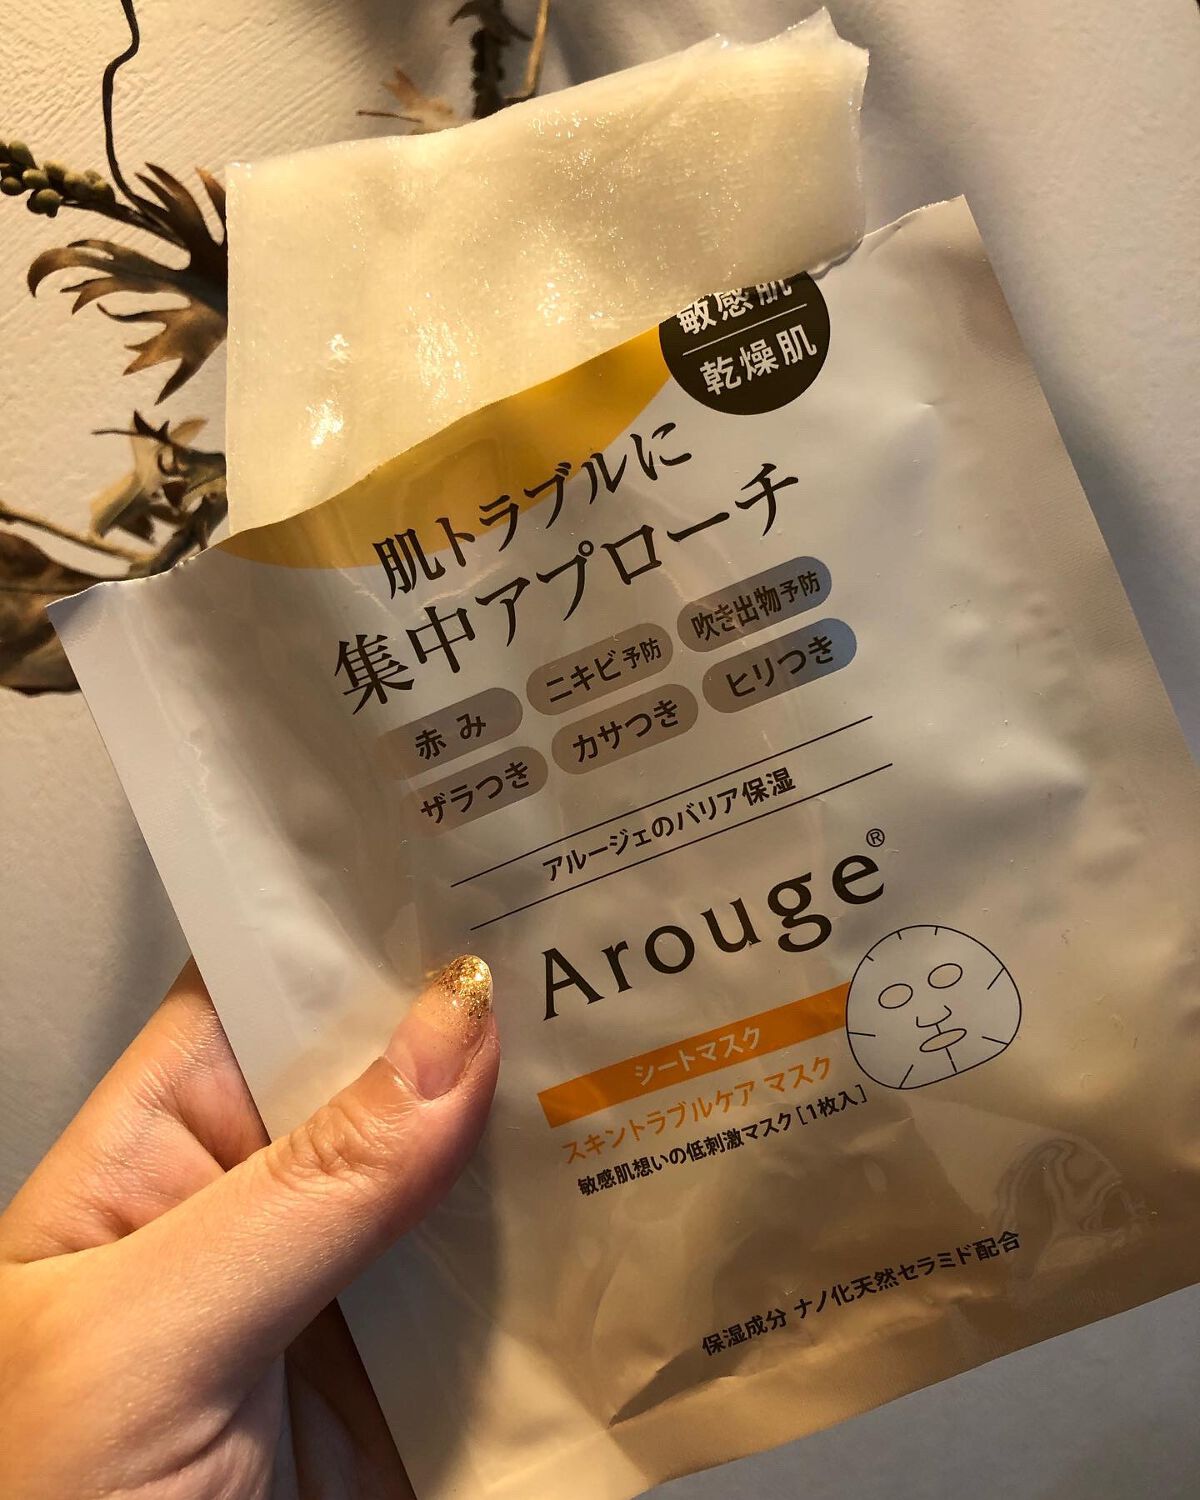 敏感肌
乾燥肌
肌トラブルに
集中アプローチ
赤み
ニキビ予防
吹き出物予防
ザラつき
カサつき
ヒリつき
アルージェのバリア保湿
Arouge®
シートマスク
スキントラブルケア マスク
敏感肌想いの低刺激マスク[1枚入]
保湿成分 ナノ化天然セラミド配合